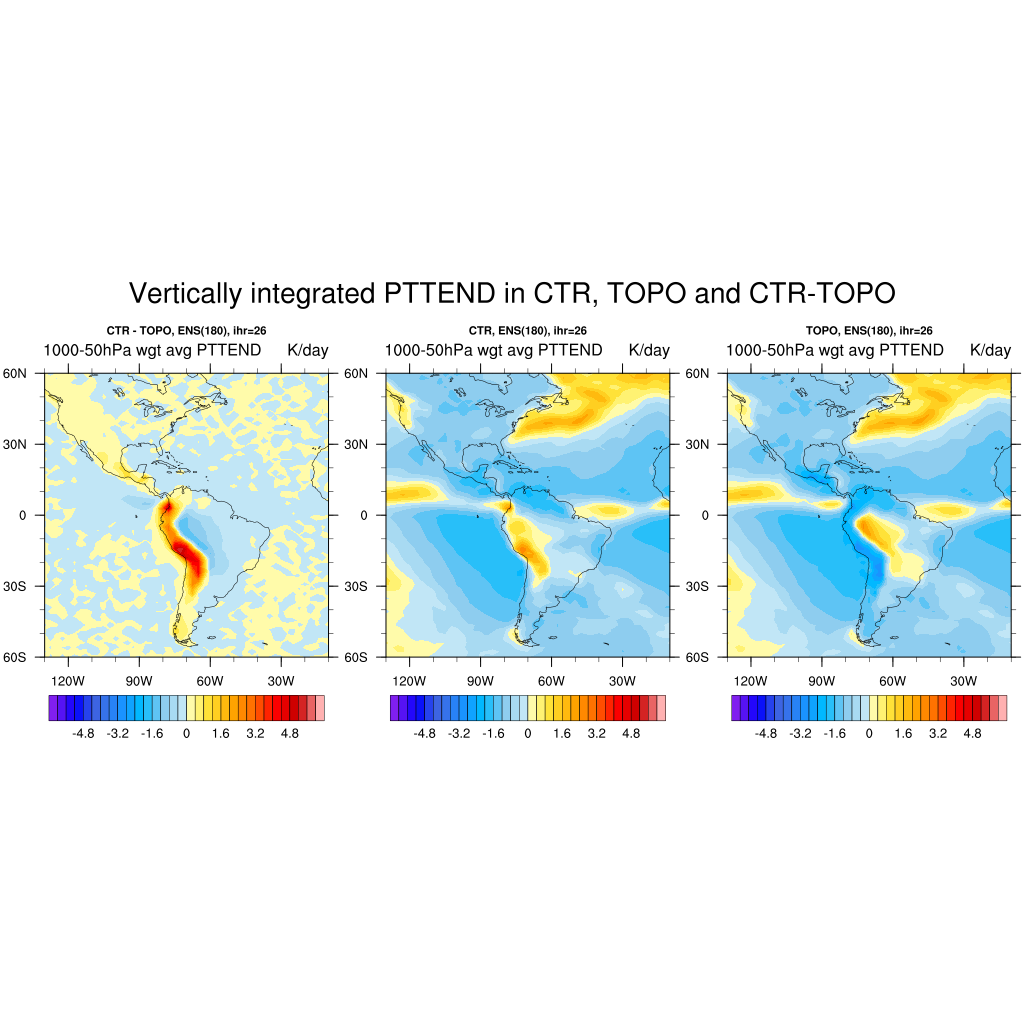 Vertically integrated PTTEND in CTR, TOPO and CTR-TOPO
CTR - TOPO, ENS(180), ihr=26
1000-50hPa wgt avg PTTEND K/day
60N
30N
0
30S
60S
120W 90W 60W 30W
-4.8 -3.2 -1.6 0 1.6 3.2 4.8
CTR, ENS(180), ihr=26
1000-50hPa wgt avg PTTEND K/day
60N
30N
0
30S
60S
120W 90W 60W 30W
-4.8 -3.2 -1.6 0 1.6 3.2 4.8
TOPO, ENS(180), ihr=26
1000-50hPa wgt avg PTTEND K/day
60N
30N
0
30S
60S
120W 90W 60W 30W
-4.8 -3.2 -1.6 0 1.6 3.2 4.8